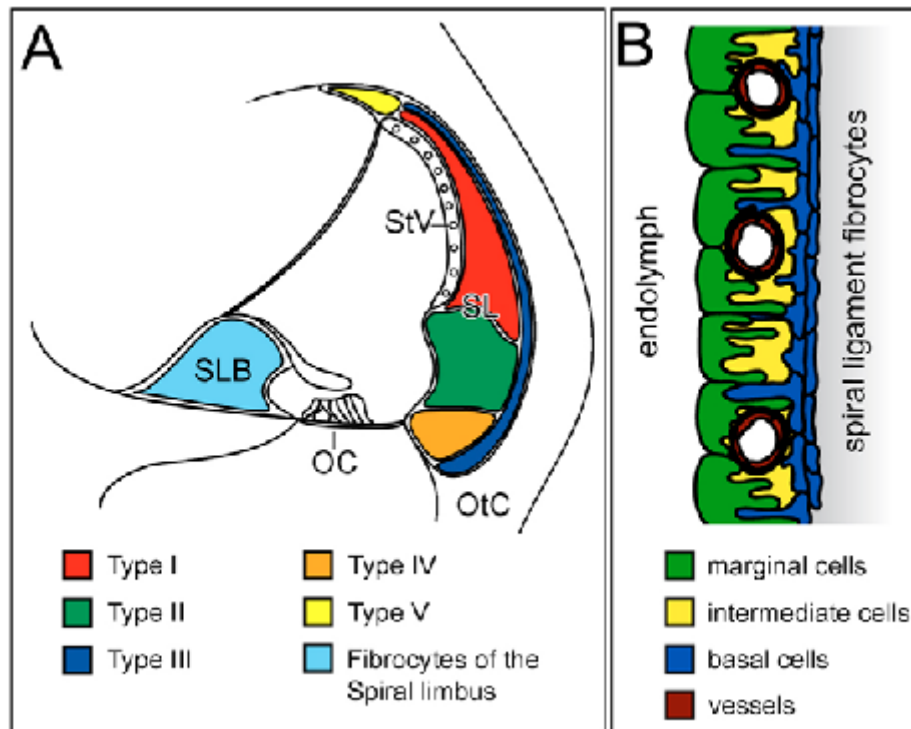 A
StV
SL
SLB
OC
OtC
Type I
Type II
Type III
Type IV
Type V
Fibrocytes of the
Spiral limbus
B
endolymph
spiral ligament fibrocytes
marginal cells
intermediate cells
basal cells
vessels